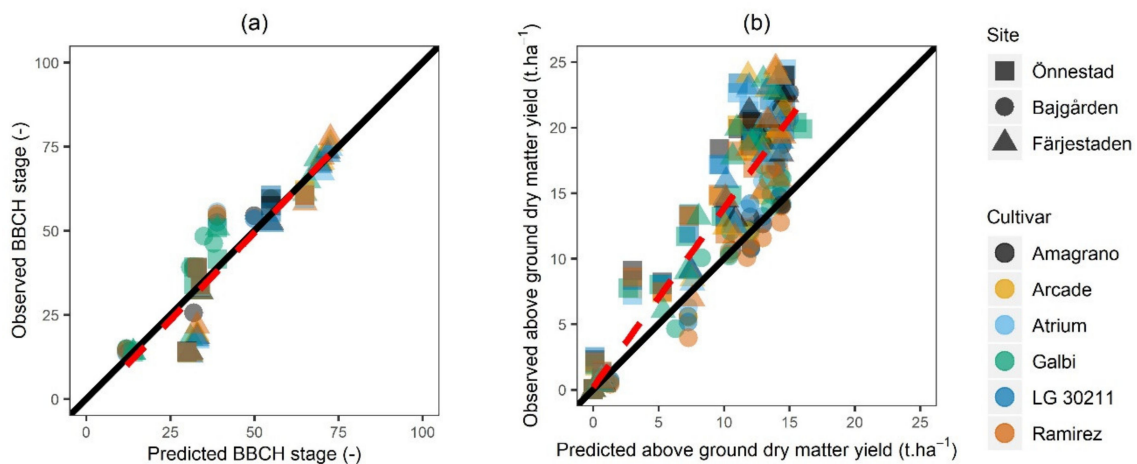 (a)
Observed BBCH stage (-)
100
75
50
25
0
0 25 50 75 100
Predicted BBCH stage (-)
(b)
Observed above ground dry matter yield (t.ha⁻¹)
25
20
15
10
5
0
0 5 10 15 20 25
Predicted above ground dry matter yield (t.ha⁻¹)
Site
Önnestad
Bajgården
Färjestaden
Cultivar
Amagrano
Arcade
Atrium
Galbi
LG 30211
Ramirez